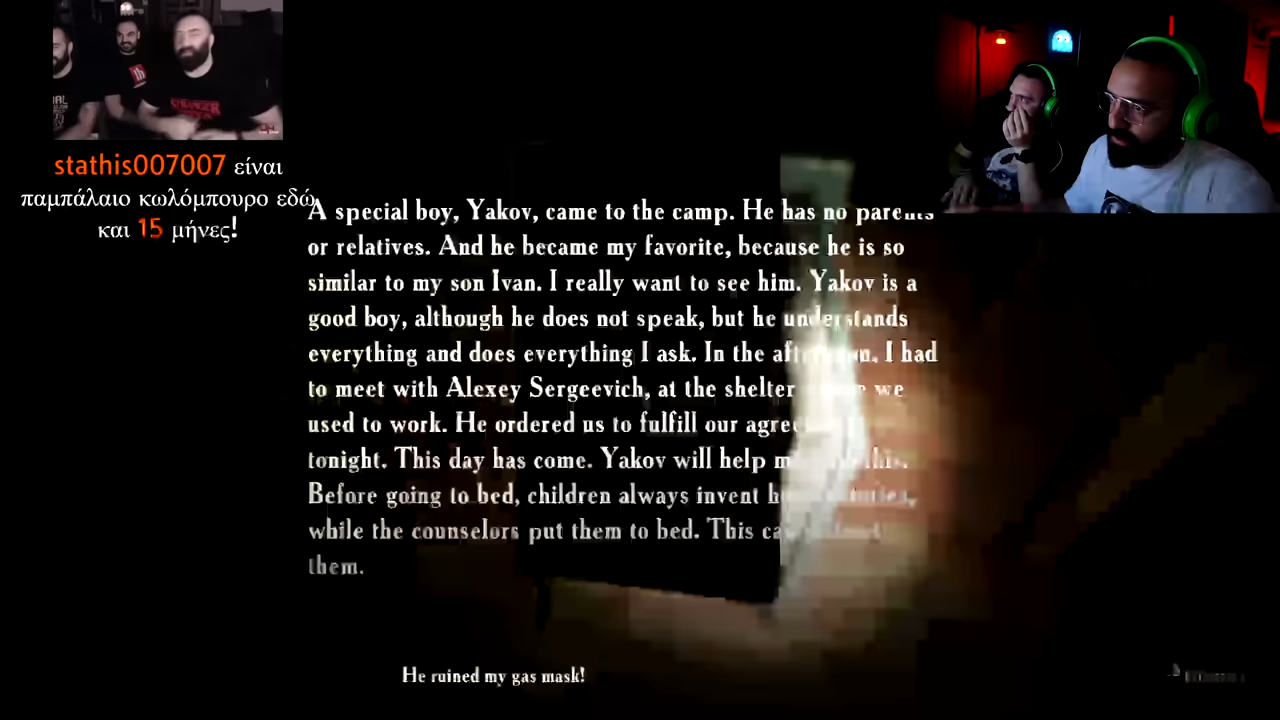 stathis007007 είναι
παμπάλαιο κωλόμπουρο εδώ
και 15 μήνες!
STRANGER
A special boy, Yakov, came to the camp. He has no parents
or relatives. And he became my favorite, because he is so
similar to my son Ivan. I really want to see him. Yakov is a
good boy, although he does not speak, but he understands
everything and does everything I ask. In the afternoon, I had
to meet with Alexey Sergeevich, at the shelter we
used to work. He ordered us to fulfill our
tonight. This day has come. Yakov will help this.
Before going to bed, children always invent
while the counselors put them to bed. This
them.
He ruined my gas mask!